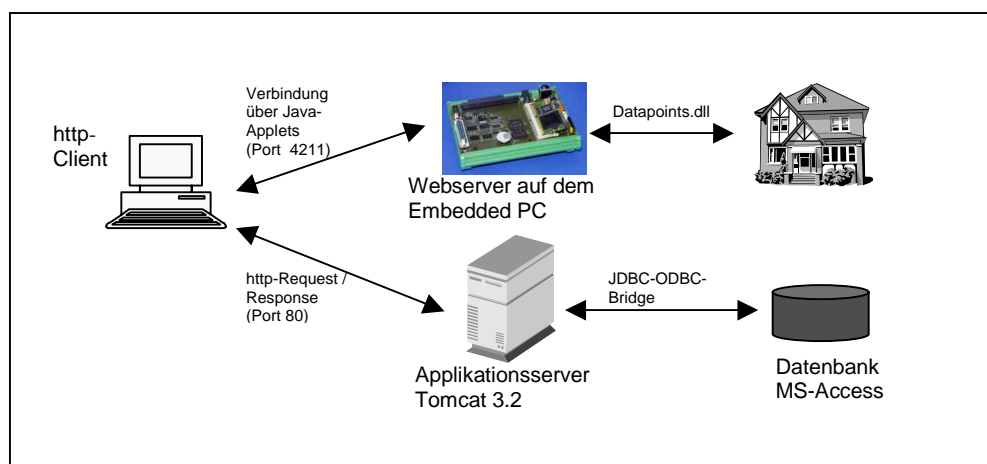 http-
Client
Verbindung
über Java-
Applets
(Port 4211)
Webserver auf dem
Embedded PC
Datapoints.dll
http-Request /
Response
(Port 80)
Applikationsserver
Tomcat 3.2
JDBC-ODBC-
Bridge
Datenbank
MS-Access